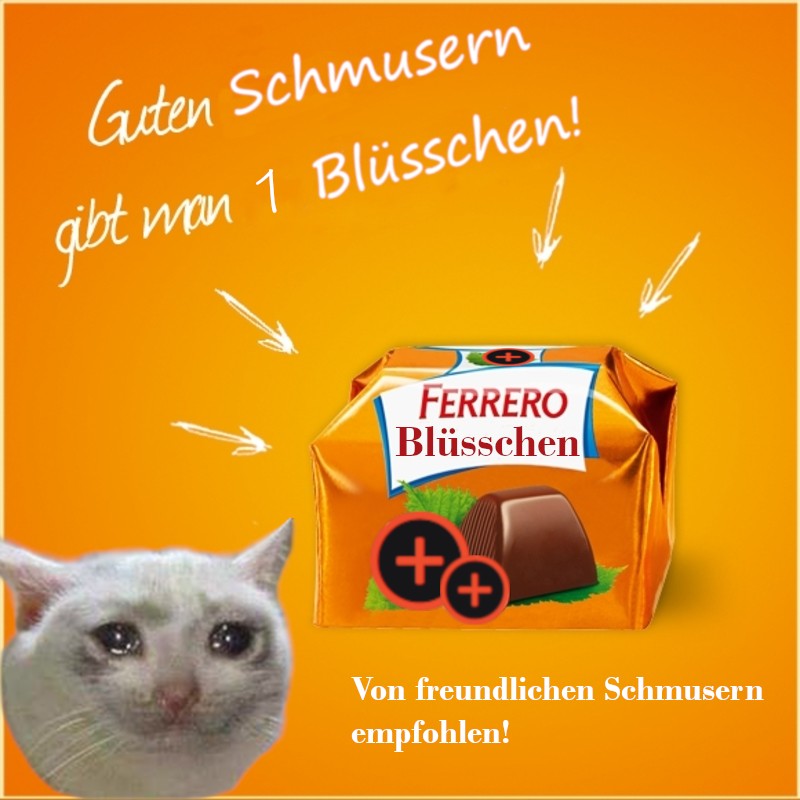 Guten Schmusern
gibt man 1 Blüsschen!
FERRERO
Blüsschen
Von freundlichen Schmusern
empfohlen!